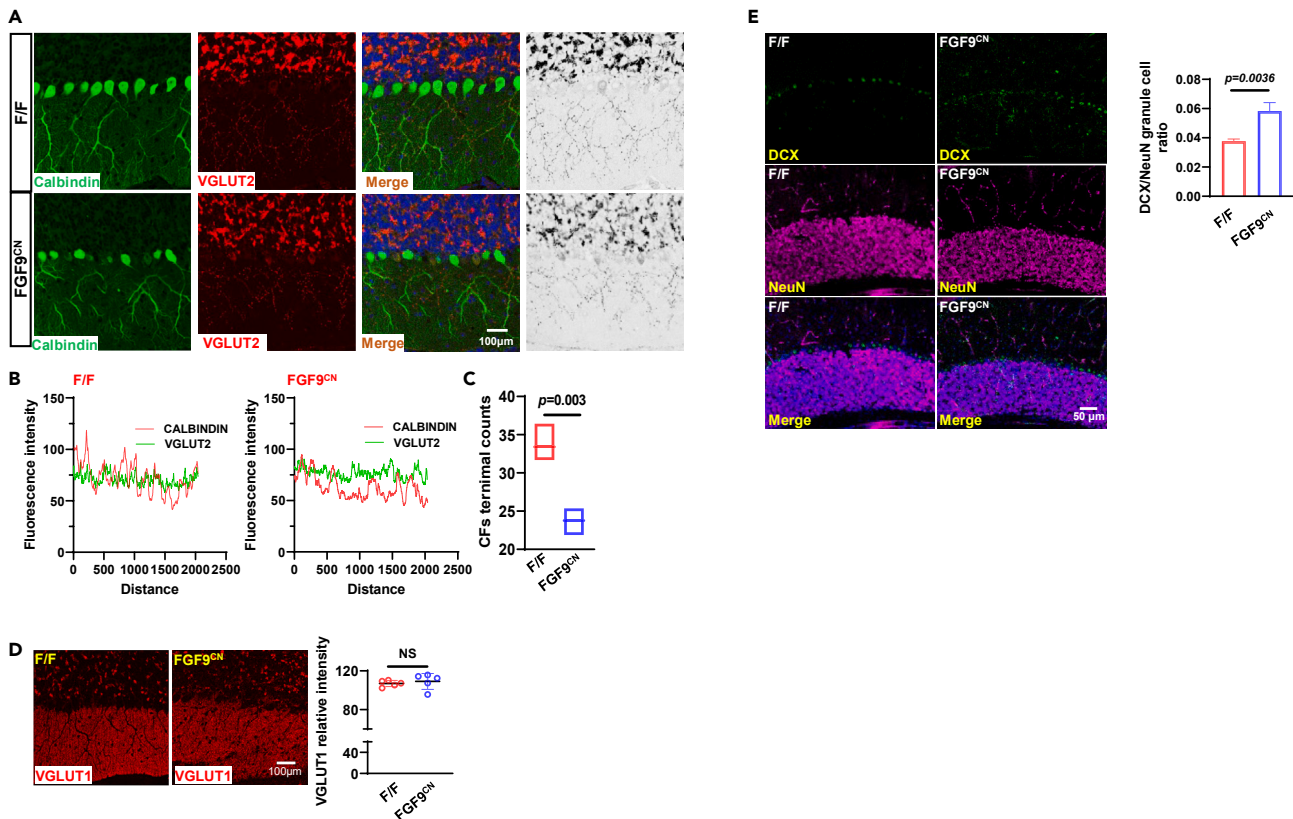 A
F/F
Calbindin
VGLUT2
Merge
FGF9CN
Calbindin
VGLUT2
Merge
100μm
B
F/F
Fluorescence intensity
150
100
75
50
0
CALBINDIN
VGLUT2
0 500 1000 1500 2000 2500
Distance
FGF9CN
Fluorescence intensity
150
100
75
50
0
CALBINDIN
VGLUT2
0 500 1000 1500 2000 2500
Distance
C
CFs ternimal counts
40
35
30
25
20
p=0.003
F/F
FGF9CN
D
F/F
VGLUT1
FGF9CN
VGLUT1
100μm
VGLUT1 relative intensity
120
80
40
0
NS
F/F
FGF9CN
E
F/F
DCX
FGF9CN
DCX
F/F
NeuN
FGF9CN
NeuN
Merge
Merge
50 μm
DCX/NeuN granule cell
ratio
0.08
0.06
0.04
0.02
0.00
p=0.0036
F/F
FGF9CN